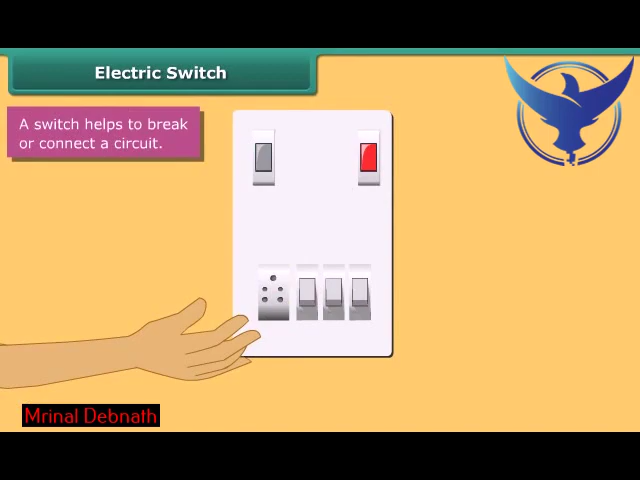 Electric Switch
A switch helps to break
or connect a circuit.
Mrinal Debnath